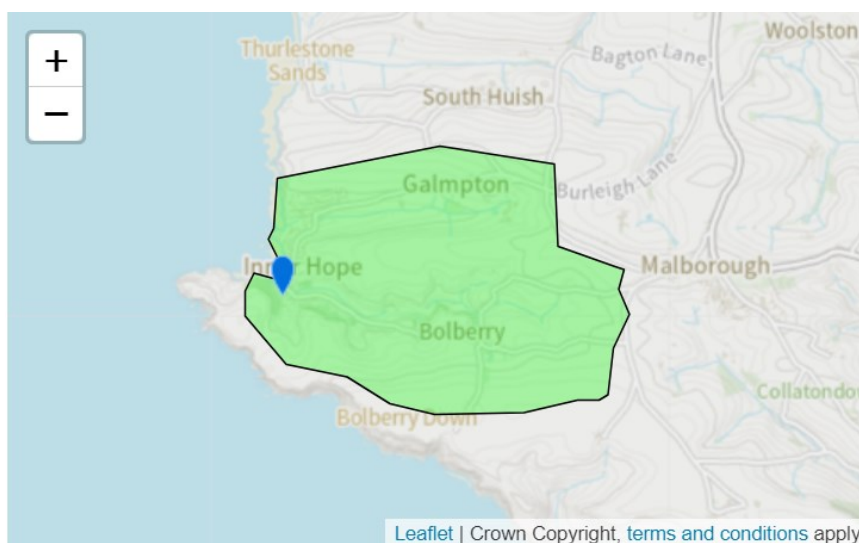 +
−
Thurlestone
Sands
Woolston
Bagton Lane
South Huish
Galmpton
Burleigh Lane
Inner Hope
Malborough
Bolberry
Collatondow
Bolberry Down
Leaflet | Crown Copyright, terms and conditions apply